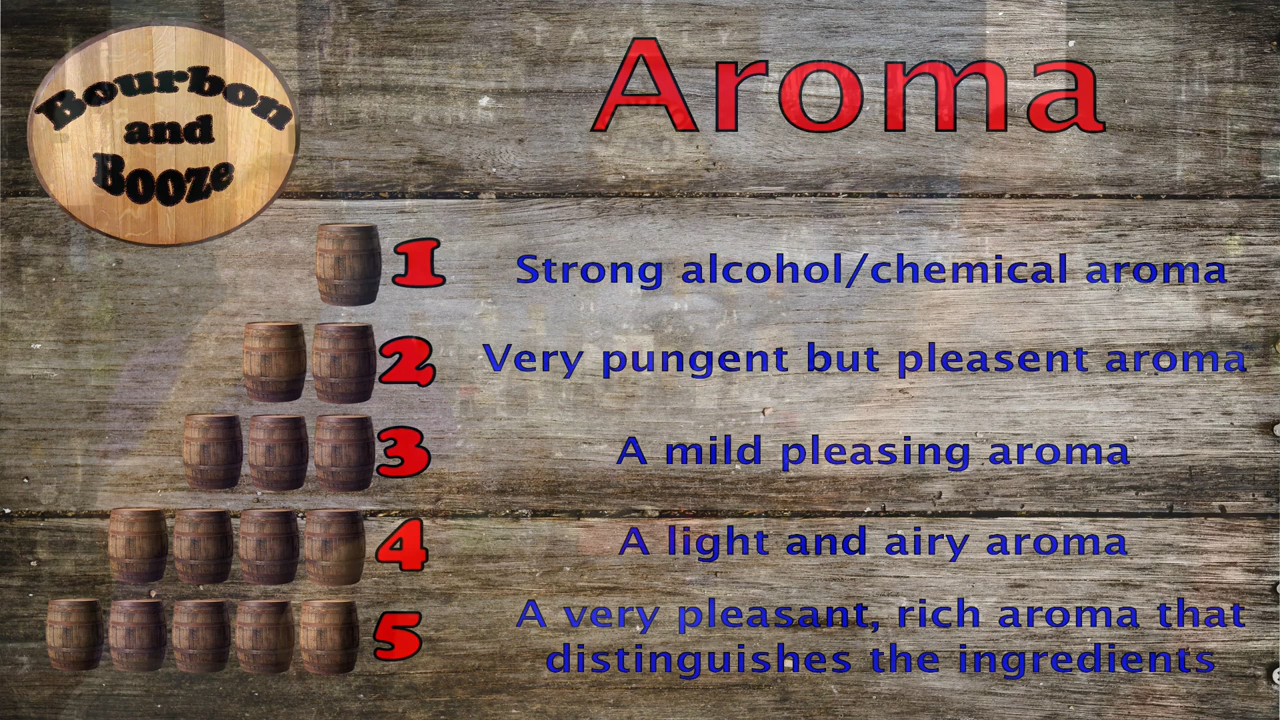 Bourbon
and
Booze
Aroma
1 Strong alcohol/chemical aroma
2 Very pungent but pleasent aroma
3 A mild pleasing aroma
4 A light and airy aroma
5 A very pleasant, rich aroma that
distinguishes the ingredients